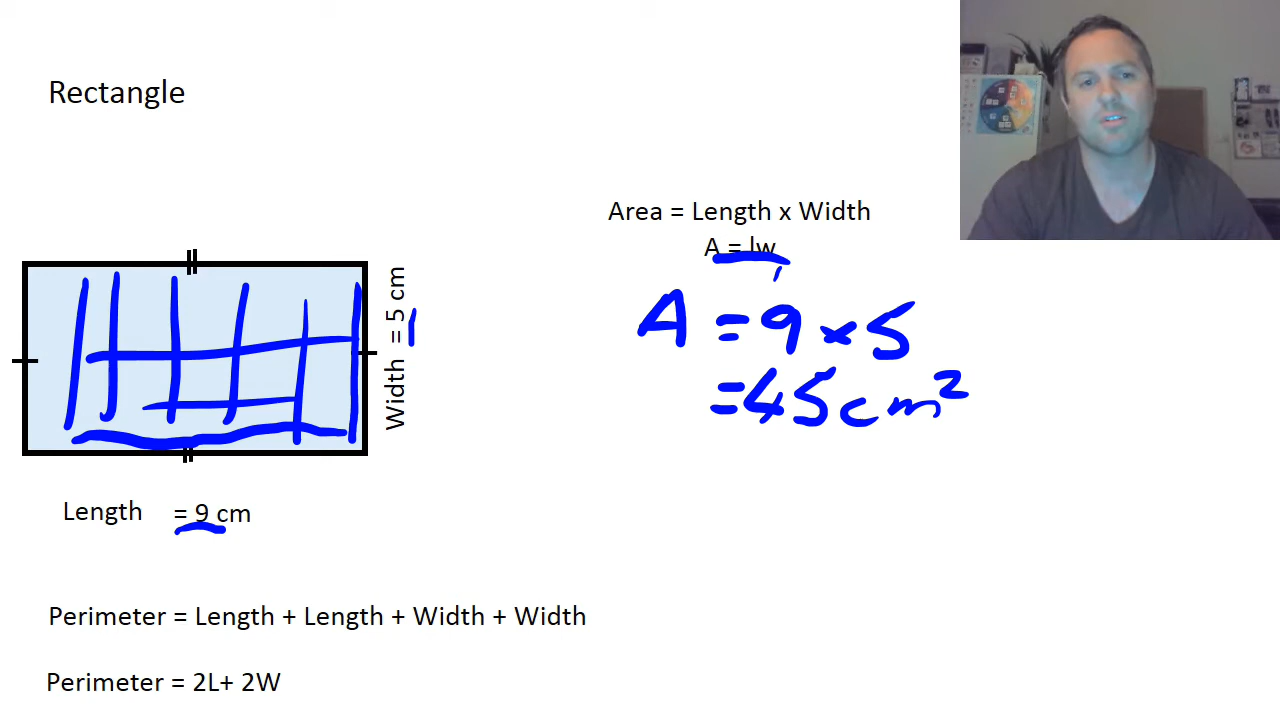 Rectangle
Area = Length x Width
A = lw
A = 9 x 5
= 45 cm²
Width = 5 cm
Length = 9 cm
Perimeter = Length + Length + Width + Width
Perimeter = 2L+ 2W